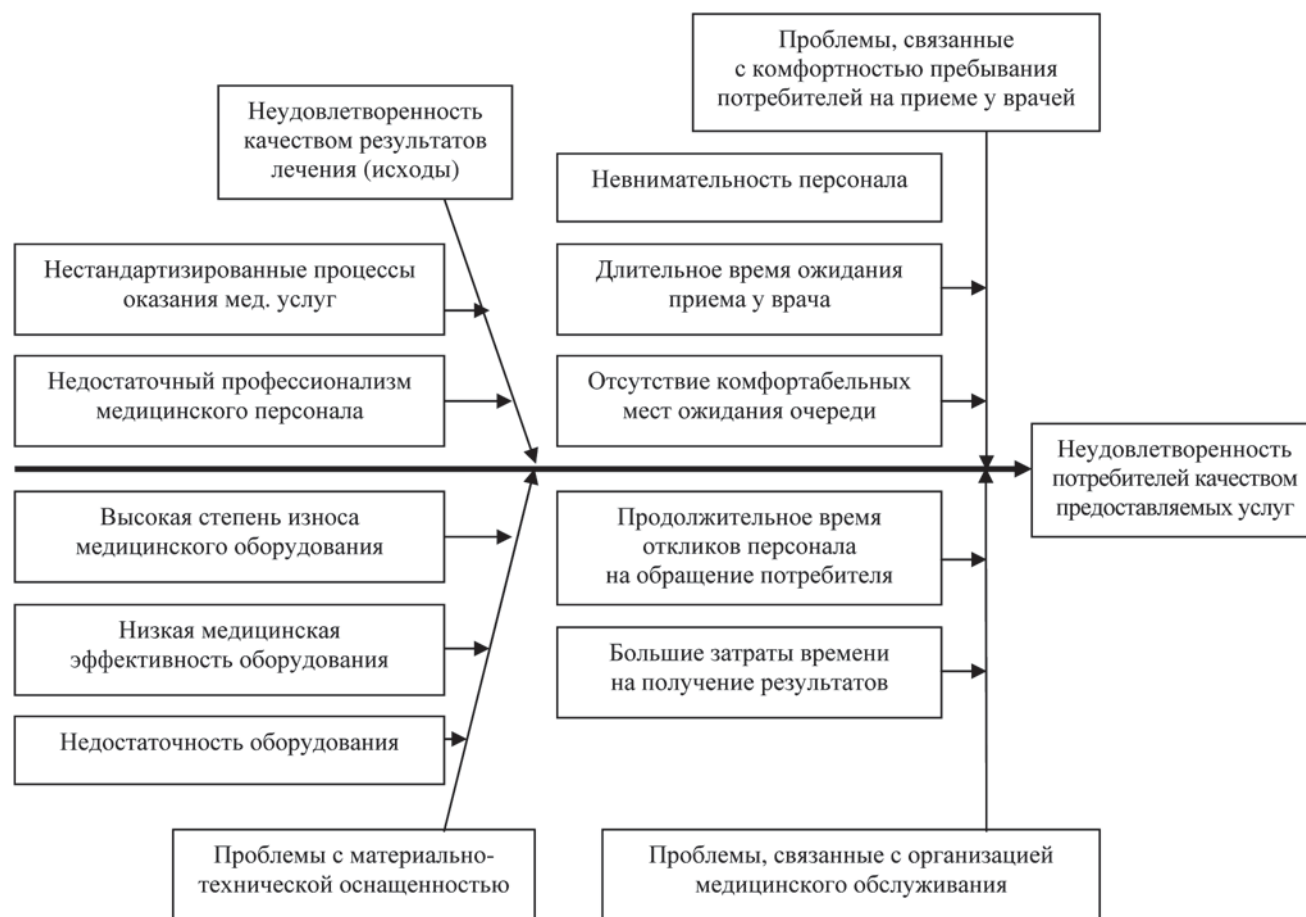 Проблемы, связанные
с комфортностью пребывания
потребителей на приеме у врачей
Неудовлетворенность
качеством результатов
лечения (исходы)
Невнимательность персонала
Нестандартизированные процессы
оказания мед. услуг
Длительное время ожидания
приема у врача
Недостаточный профессионализм
медицинского персонала
Отсутствие комфортабельных
мест ожидания очереди
Неудовлетворенность
потребителей качеством
предоставляемых услуг
Высокая степень износа
медицинского оборудования
Продолжительное время
откликов персонала
на обращение потребителя
Низкая медицинская
эффективность оборудования
Большие затраты времени
на получение результатов
Недостаточность оборудования
Проблемы с материально-
технической оснащенностью
Проблемы, связанные с организацией
медицинского обслуживания